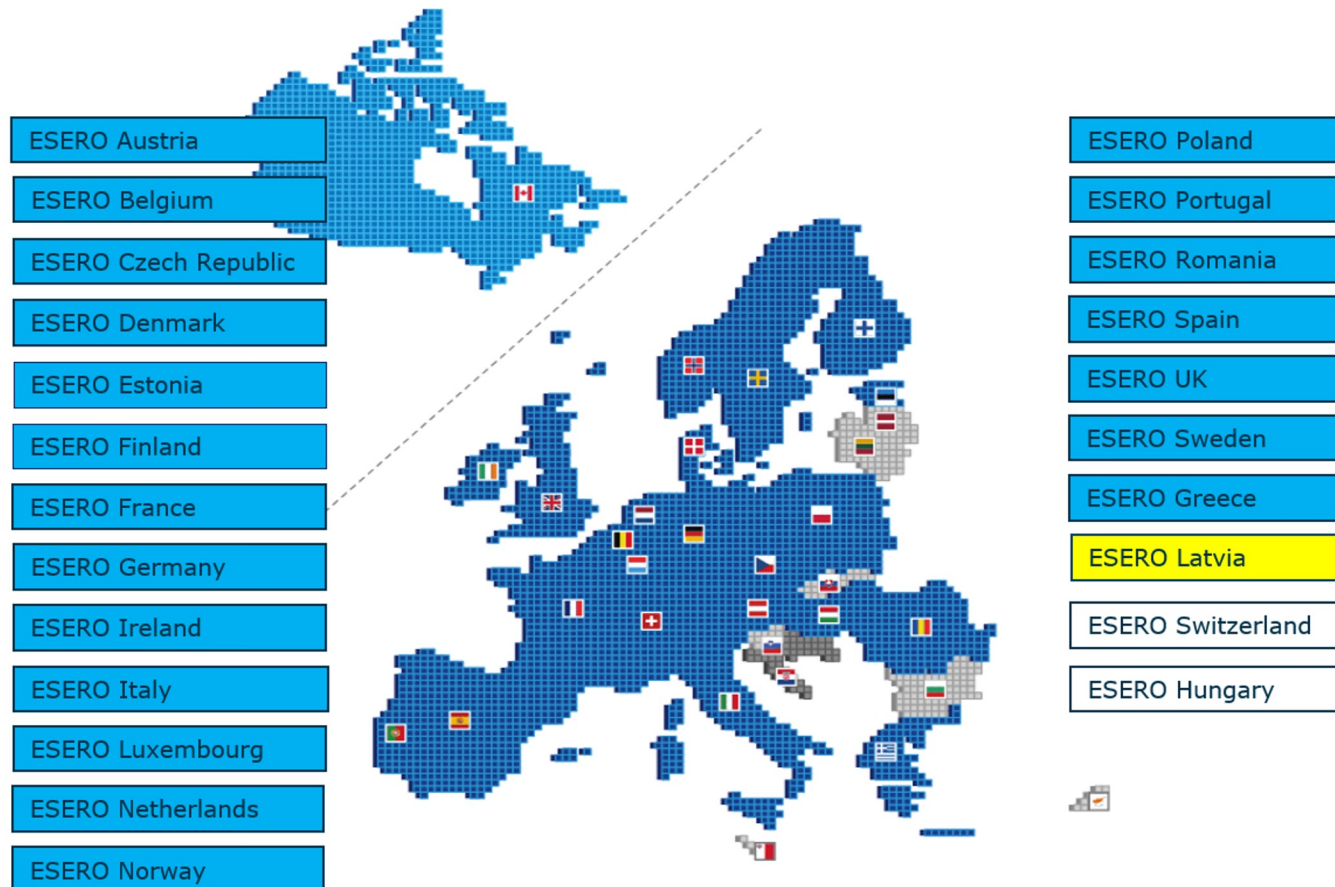 ESERO Austria
ESERO Belgium
ESERO Czech Republic
ESERO Denmark
ESERO Estonia
ESERO Finland
ESERO France
ESERO Germany
ESERO Ireland
ESERO Italy
ESERO Luxembourg
ESERO Netherlands
ESERO Norway
ESERO Poland
ESERO Portugal
ESERO Romania
ESERO Spain
ESERO UK
ESERO Sweden
ESERO Greece
ESERO Latvia
ESERO Switzerland
ESERO Hungary